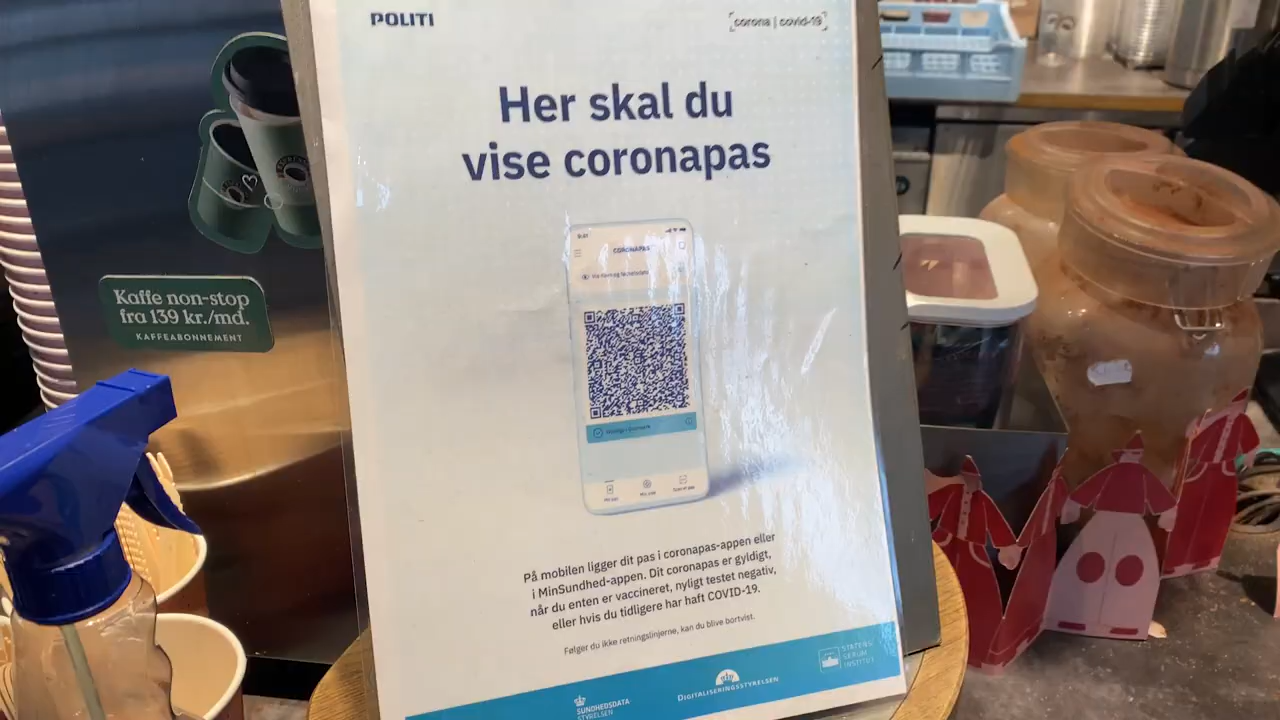 POLITI
[corona | covid-19]
Her skal du
vise coronapas
CORONAPAS
På mobilen ligger dit pas i coronapas-appen eller
i MinSundhed-appen. Dit coronapas er gyldigt,
når du enten er vaccineret, nyligt testet negativ,
eller hvis du tidligere har haft COVID-19.
Følger du ikke retningslinjerne, kan du blive bortvist.
SUNDHEDSDATA
STYRELSEN
DIGITALISERINGSSTYRELSEN
STATENS
SERUM
INSTITUT
Kaffe non-stop
fra 139 kr./md.
KAFFEABONNEMENT